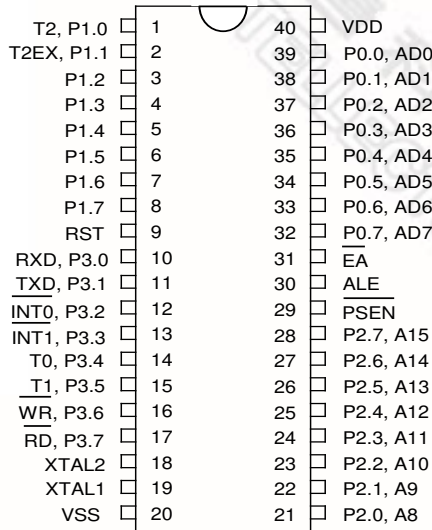 T2, P1.0 1 40 VDD
T2EX, P1.1 2 39 P0.0, AD0
P1.2 3 38 P0.1, AD1
P1.3 4 37 P0.2, AD2
P1.4 5 36 P0.3, AD3
P1.5 6 35 P0.4, AD4
P1.6 7 34 P0.5, AD5
P1.7 8 33 P0.6, AD6
RST 9 32 P0.7, AD7
RXD, P3.0 10 31 E̅A̅
TXD, P3.1 11 30 ALE
I̅N̅T̅0̅, P3.2 12 29 P̅S̅E̅N̅
I̅N̅T̅1̅, P3.3 13 28 P2.7, A15
T0, P3.4 14 27 P2.6, A14
T1, P3.5 15 26 P2.5, A13
W̅R̅, P3.6 16 25 P2.4, A12
R̅D̅, P3.7 17 24 P2.3, A11
XTAL2 18 23 P2.2, A10
XTAL1 19 22 P2.1, A9
VSS 20 21 P2.0, A8